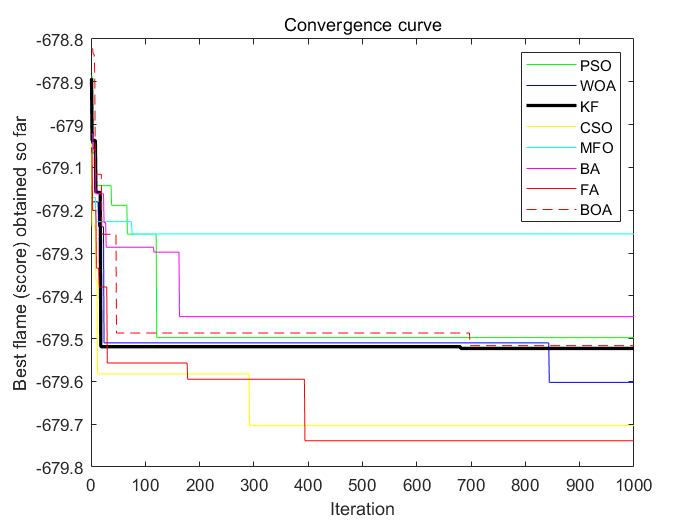 Convergence curve
-678.8
-678.9
-679
-679.1
-679.2
-679.3
-679.4
-679.5
-679.6
-679.7
-679.8
Best flame (score) obtained so far
PSO
WOA
KF
CSO
MFO
BA
FA
BOA
0 100 200 300 400 500 600 700 800 900 1000
Iteration